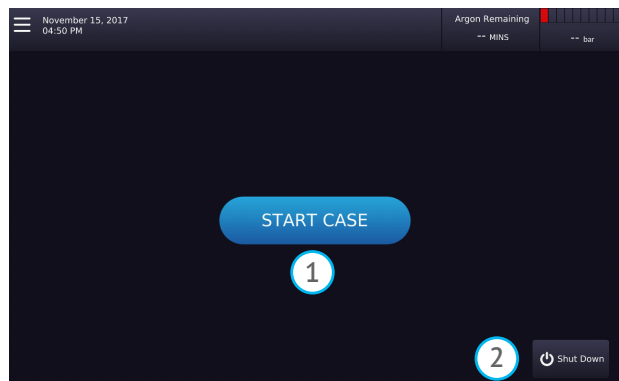 November 15, 2017
04:50 PM
Argon Remaining
-- MINS
-- bar
START CASE
1
2
Shut Down